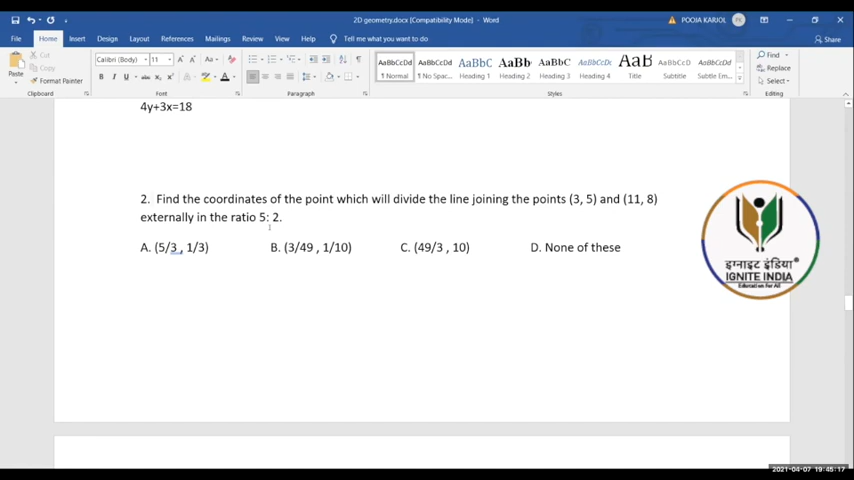 2D geometry.docx [Compatibility Mode] - Word
POOJA KARJOL
PK
File Home Insert Draw Design Layout References Mailings Review View Help Tell me what you want to do Share
Paste
Cut
Copy
Format Painter
Clipboard
Calibri (Body) 11
Font
Paragraph
AaBbCcDd AaBbCcDd AaBbC AaBb AaBbC AaBbCcD AaB AaBbCcD AaBbCcDd
¶ Normal ¶ No Spac... Heading 1 Heading 2 Heading 3 Heading 4 Title Subtitle Subtle Em...
Styles
Find
Replace
Select
Editing
4y+3x=18
2. Find the coordinates of the point which will divide the line joining the points (3, 5) and (11, 8)
externally in the ratio 5: 2.
A. (5/3 , 1/3) B. (3/49 , 1/10) C. (49/3 , 10) D. None of these
इग्नाइट इंडिया
IGNITE INDIA
Education For All
2021-04-07 19:45:17